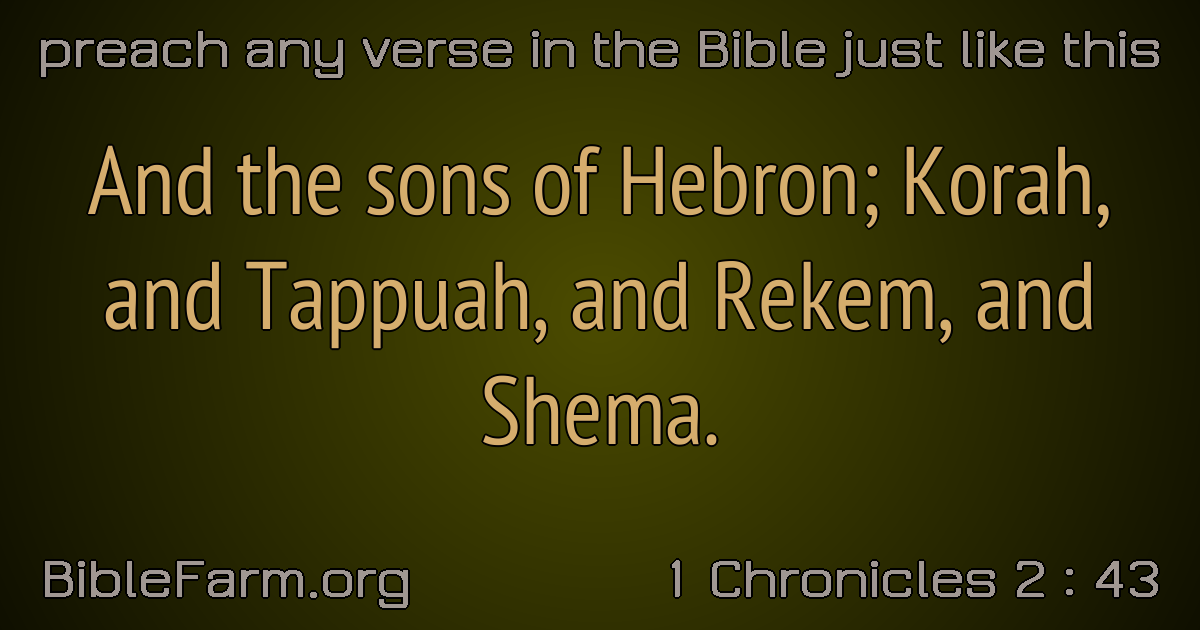 preach any verse in the Bible just like this
And the sons of Hebron; Korah,
and Tappuah, and Rekem, and
Shema.
BibleFarm.org
1 Chronicles 2 : 43